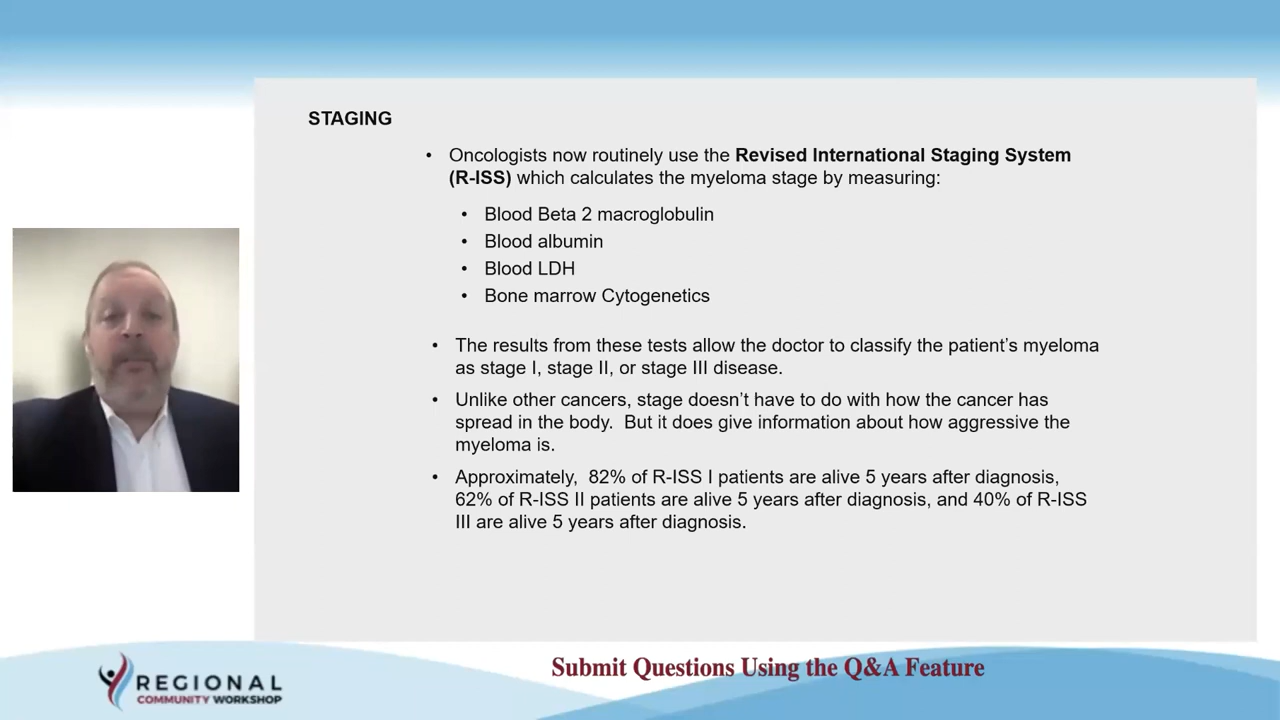 STAGING
• Oncologists now routinely use the Revised International Staging System
(R-ISS) which calculates the myeloma stage by measuring:
• Blood Beta 2 macroglobulin
• Blood albumin
• Blood LDH
• Bone marrow Cytogenetics
• The results from these tests allow the doctor to classify the patient's myeloma
as stage I, stage II, or stage III disease.
• Unlike other cancers, stage doesn't have to do with how the cancer has
spread in the body.  But it does give information about how aggressive the
myeloma is.
• Approximately,  82% of R-ISS I patients are alive 5 years after diagnosis,
62% of R-ISS II patients are alive 5 years after diagnosis, and 40% of R-ISS
III are alive 5 years after diagnosis.
REGIONAL
COMMUNITY WORKSHOP
Submit Questions Using the Q&A Feature